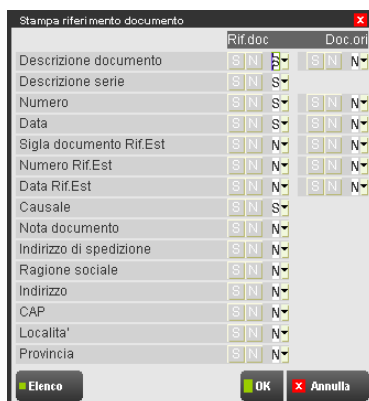 Stampa riferimento documento x
Rif.doc Doc.ori
Descrizione documento S N S S N N
Descrizione serie S N S
Numero S N S S N N
Data S N S S N N
Sigla documento Rif.Est S N N S N N
Numero Rif.Est S N N S N N
Data Rif.Est S N N S N N
Causale S N S
Nota documento S N N
Indirizzo di spedizione S N N
Ragione sociale S N N
Indirizzo S N N
CAP S N N
Localita' S N N
Provincia S N N
Elenco OK x Annulla